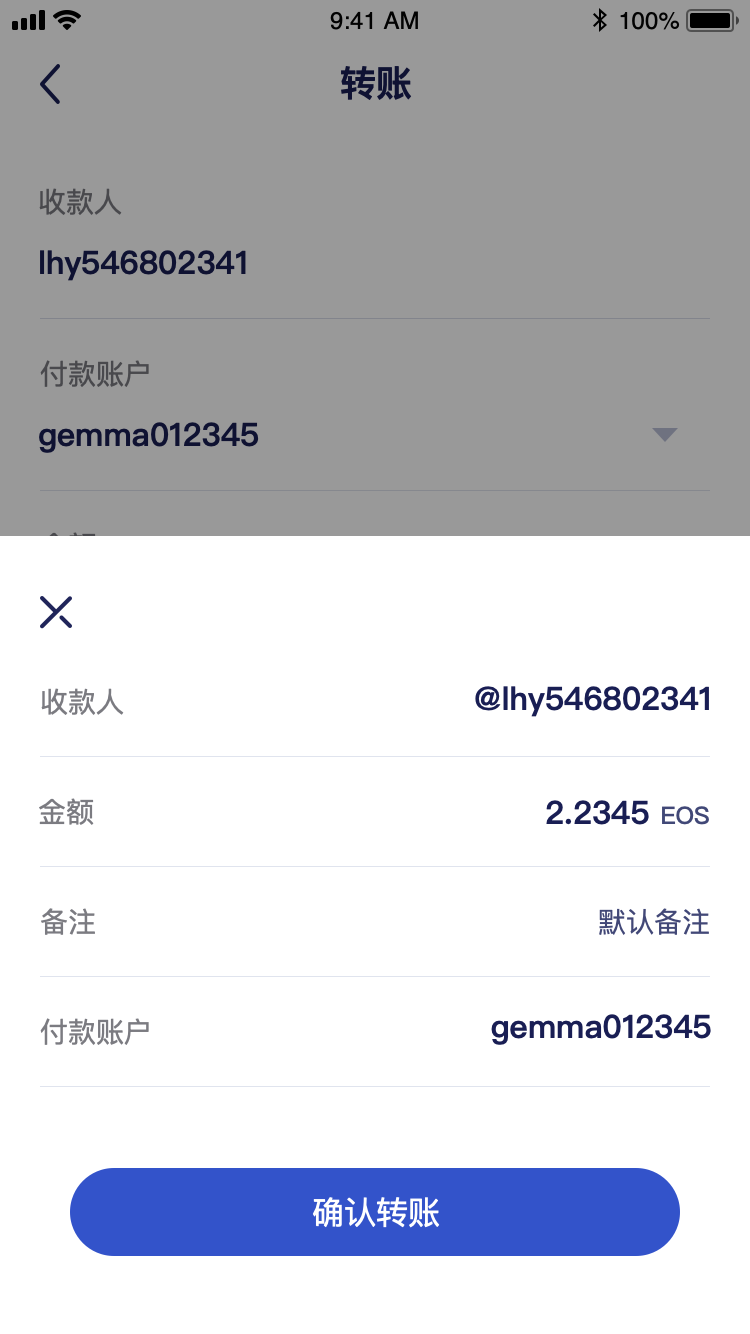 9:41 AM
100%
转账
收款人
lhy546802341
付款账户
gemma012345
收款人
@lhy546802341
金额
2.2345 EOS
备注
默认备注
付款账户
gemma012345
确认转账